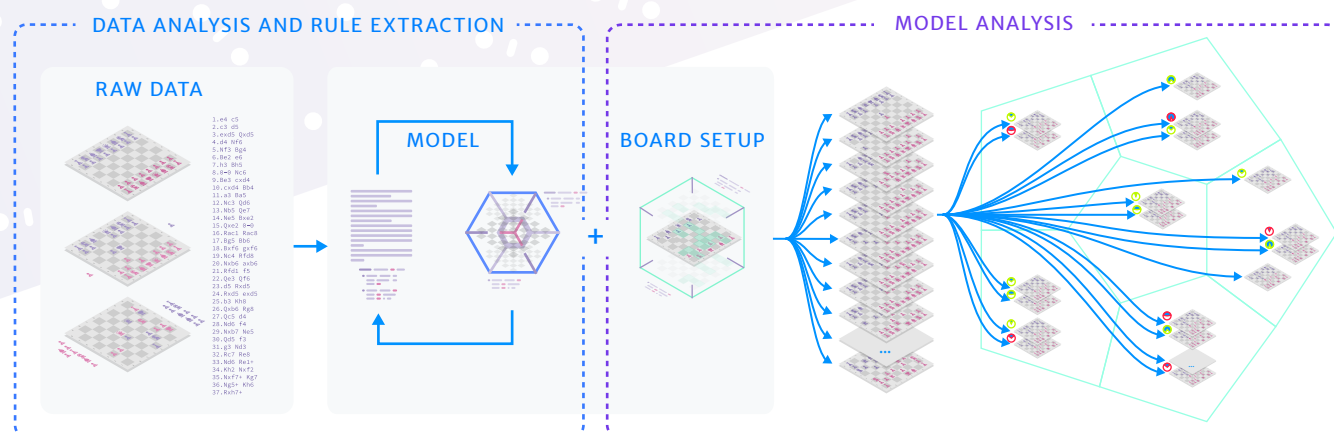 DATA ANALYSIS AND RULE EXTRACTION
MODEL ANALYSIS
RAW DATA
1.e4 c5
2.c3 d5
3.exd5 Qxd5
4.d4 Nf6
5.Nf3 Bg4
6.Be2 e6
7.h3 Bh5
8.0-0 Nc6
9.Be3 cxd4
10.cxd4 Bb4
11.a3 Ba5
12.Nc3 Qd6
13.Nb5 Qe7
14.Ne5 Bxe2
15.Qxe2 0-0
16.Rac1 Rac8
17.Bg5 Bb6
18.Bxf6 gxf6
19.Nc4 Rfd8
20.Nxb6 axb6
21.Rfd1 f5
22.Qe3 Qf6
23.d5 Rxd5
24.Rxd5 exd5
25.b3 Kh8
26.Qxb6 Rg8
27.Qc5 d4
28.Nd6 f4
29.Nxb7 Ne5
30.Qd5 f3
31.g3 Nd3
32.Rc7 Re8
33.Nd6 Re1+
34.Kh2 Nxf2
35.Nxf7+ Kg7
36.Ng5+ Kh6
37.Rxh7+
MODEL
+
BOARD SETUP
...
...